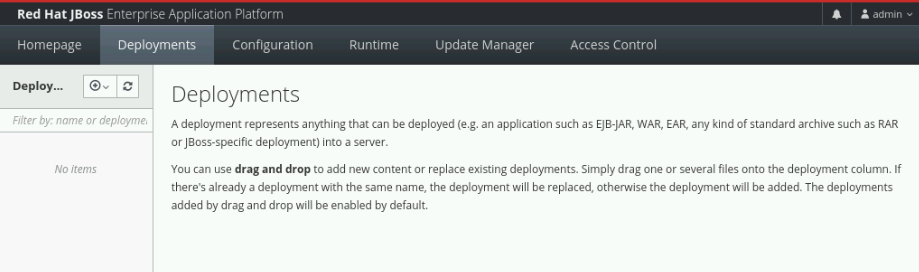 Red Hat JBoss Enterprise Application Platform
admin
Homepage
Deployments
Configuration
Runtime
Update Manager
Access Control
Deploy...
Filter by: name or deployme
No items
Deployments
A deployment represents anything that can be deployed (e.g. an application such as EJB-JAR, WAR, EAR, any kind of standard archive such as RAR
or JBoss-specific deployment) into a server.
You can use drag and drop to add new content or replace existing deployments. Simply drag one or several files onto the deployment column. If
there's already a deployment with the same name, the deployment will be replaced, otherwise the deployment will be added. The deployments
added by drag and drop will be enabled by default.